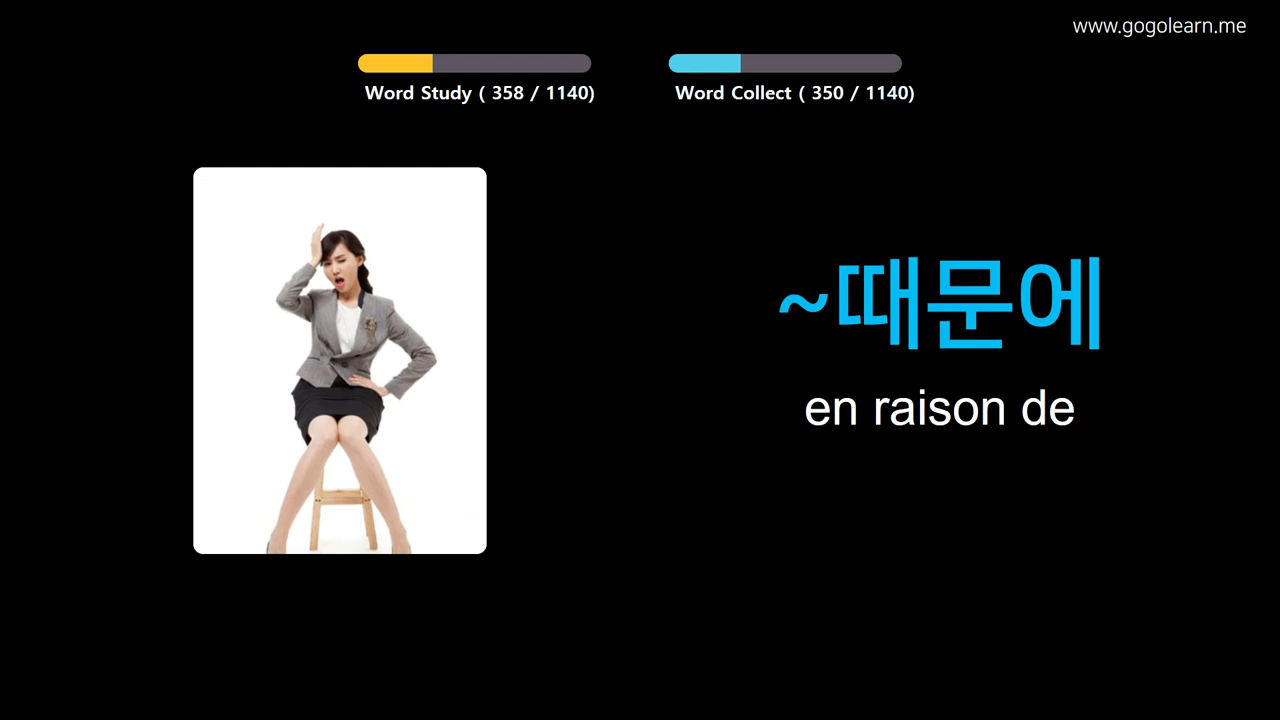 www.gogolearn.me
Word Study ( 358 / 1140)
Word Collect ( 350 / 1140)
~때문에
en raison de